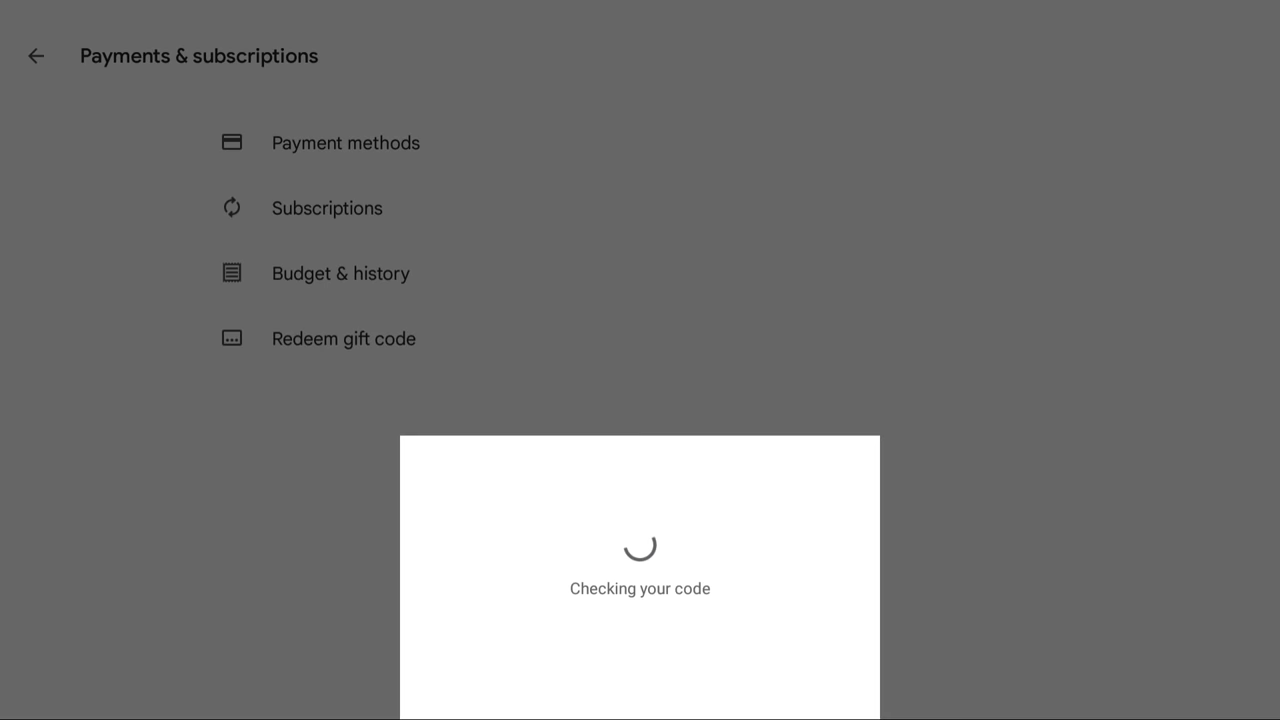 Payments & subscriptions
Payment methods
Subscriptions
Budget & history
Redeem gift code
Checking your code